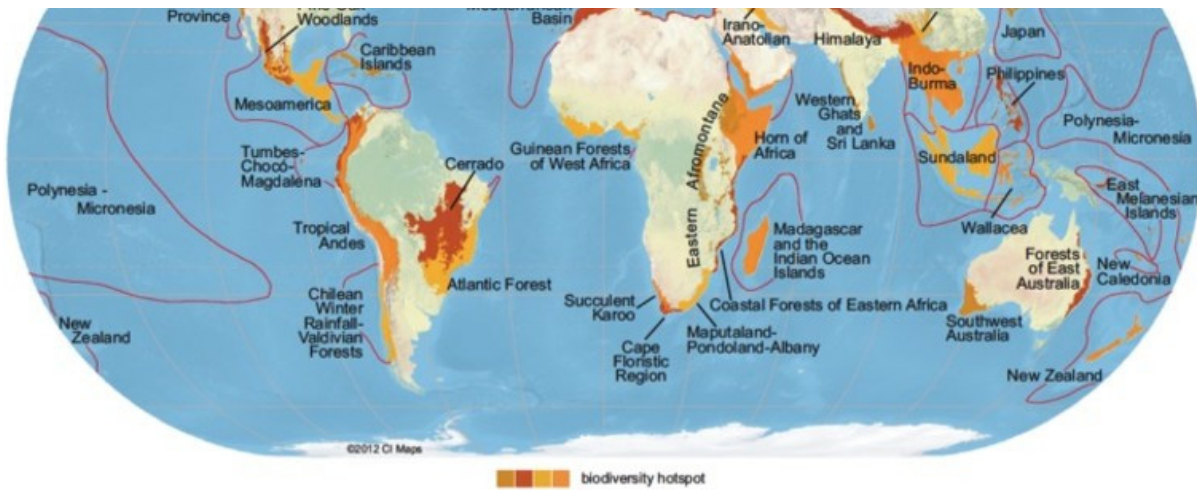 Province
Pine-Oak
Woodlands
Mediterranean
Basin
Irano-
Anatolian
Himalaya
Japan
Caribbean
Islands
Mesoamerica
Indo-
Burma
Philippines
Western
Ghats
and
Sri Lanka
Polynesia-
Micronesia
Tumbes-
Chocó-
Magdalena
Cerrado
Guinean Forests
of West Africa
Eastern Afromontane
Horn of
Africa
Sundaland
East
Melanesian
Islands
Wallacea
Polynesia -
Micronesia
Tropical
Andes
Madagascar
and the
Indian Ocean
Islands
Forests
of East
Australia
New
Caledonia
Atlantic Forest
Chilean
Winter
Rainfall-
Valdivian
Forests
Succulent
Karoo
Coastal Forests of Eastern Africa
Maputaland-
Pondoland-Albany
Cape
Floristic
Region
Southwest
Australia
New
Zealand
New Zealand
©2012 CI Maps
biodiversity hotspot